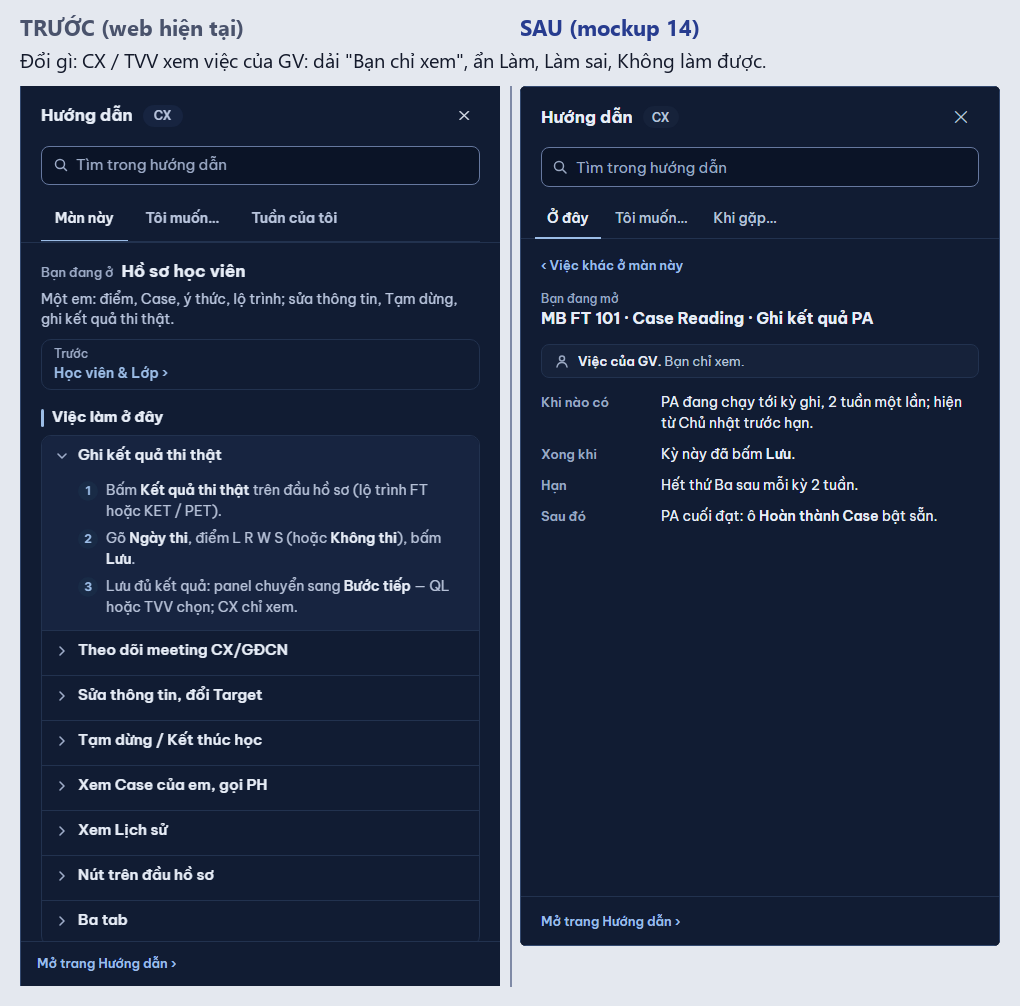 TRƯỚC (web hiện tại)
SAU (mockup 14)
Đổi gì: CX / TVV xem việc của GV: dải "Bạn chỉ xem", ẩn Làm, Làm sai, Không làm được.
Hướng dẫn CX
Tìm trong hướng dẫn
Màn này Tôi muốn... Tuần của tôi
Bạn đang ở Hồ sơ học viên
Một em: điểm, Case, ý thức, lộ trình; sửa thông tin, Tạm dừng,
ghi kết quả thi thật.
Trước
Học viên & Lớp ›
Việc làm ở đây
Ghi kết quả thi thật
1 Bấm Kết quả thi thật trên đầu hồ sơ (lộ trình FT
hoặc KET / PET).
2 Gõ Ngày thi, điểm L R W S (hoặc Không thi), bấm
Lưu.
3 Lưu đủ kết quả: panel chuyển sang Bước tiếp — QL
hoặc TVV chọn; CX chỉ xem.
Theo dõi meeting CX/GĐCN
Sửa thông tin, đổi Target
Tạm dừng / Kết thúc học
Xem Case của em, gọi PH
Xem Lịch sử
Nút trên đầu hồ sơ
Ba tab
Mở trang Hướng dẫn ›
Hướng dẫn CX
Tìm trong hướng dẫn
Ở đây Tôi muốn... Khi gặp...
‹ Việc khác ở màn này
Bạn đang mở
MB FT 101 · Case Reading · Ghi kết quả PA
Việc của GV. Bạn chỉ xem.
Khi nào có PA đang chạy tới kỳ ghi, 2 tuần một lần; hiện
từ Chủ nhật trước hạn.
Xong khi Kỳ này đã bấm Lưu.
Hạn Hết thứ Ba sau mỗi kỳ 2 tuần.
Sau đó PA cuối đạt: ô Hoàn thành Case bật sẵn.
Mở trang Hướng dẫn ›